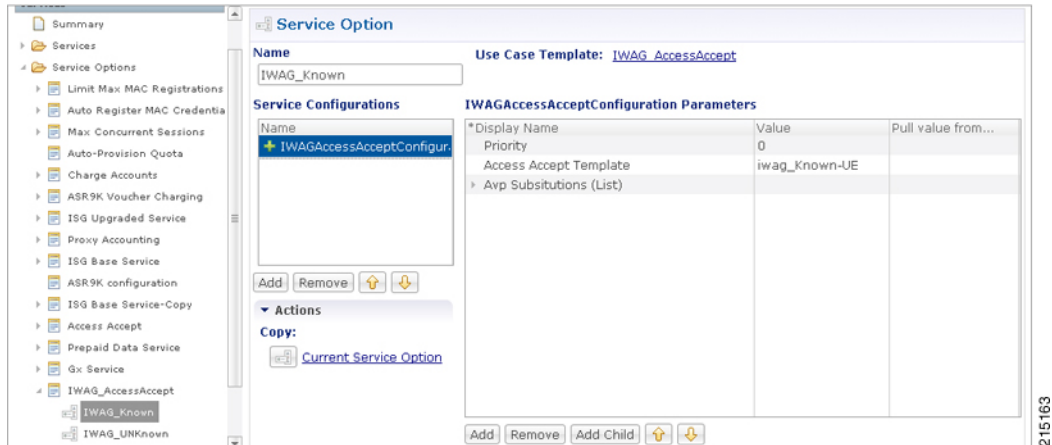 Summary
Services
Service Options
Limit Max MAC Registrations
Auto Register MAC Credentia
Max Concurrent Sessions
Auto-Provision Quota
Charge Accounts
ASR9K Voucher Charging
ISG Upgraded Service
Proxy Accounting
ISG Base Service
ASR9K configuration
ISG Base Service-Copy
Access Accept
Prepaid Data Service
Gx Service
IWAG_AccessAccept
IWAG_Known
IWAG_UNKnown
Service Option
Name
IWAG_Known
Use Case Template: IWAG_AccessAccept
Service Configurations
Name
IWAGAccessAcceptConfigur.
Add Remove
Actions
Copy:
Current Service Option
IWAGAccessAcceptConfiguration Parameters
*Display Name Value Pull value from...
Priority 0
Access Accept Template iwag_Known-UE
Avp Subsitutions (List)
Add Remove Add Child
215163